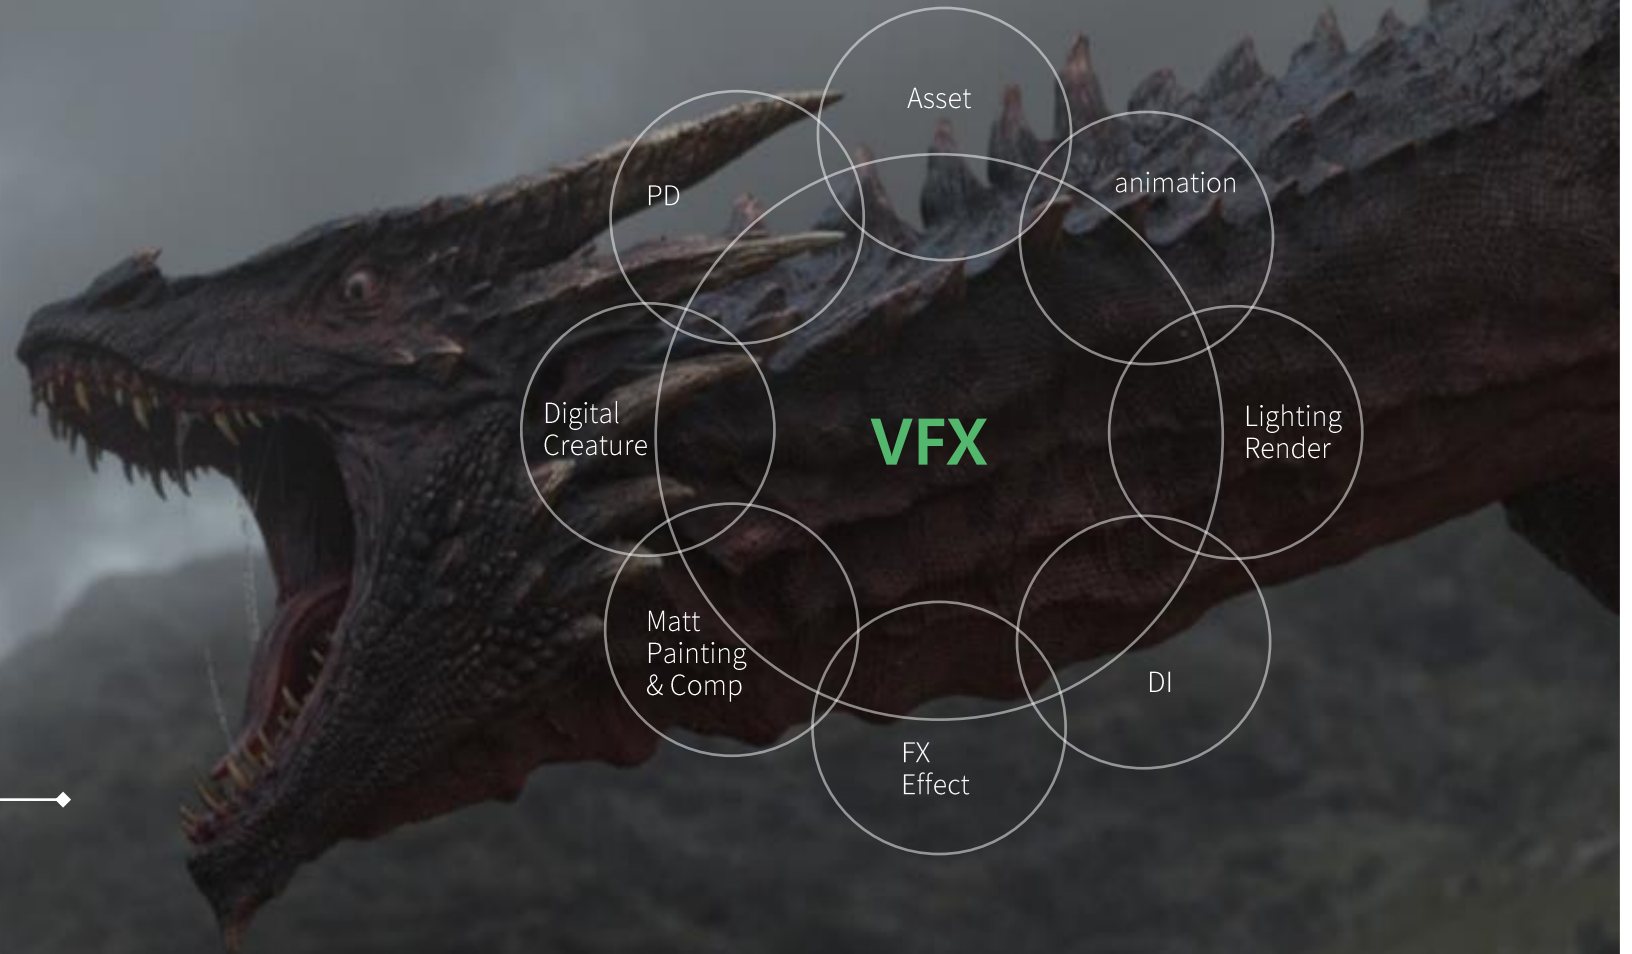 Asset
PD
animation
Digital
Creature
VFX
Lighting
Render
Matt
Painting
& Comp
DI
FX
Effect